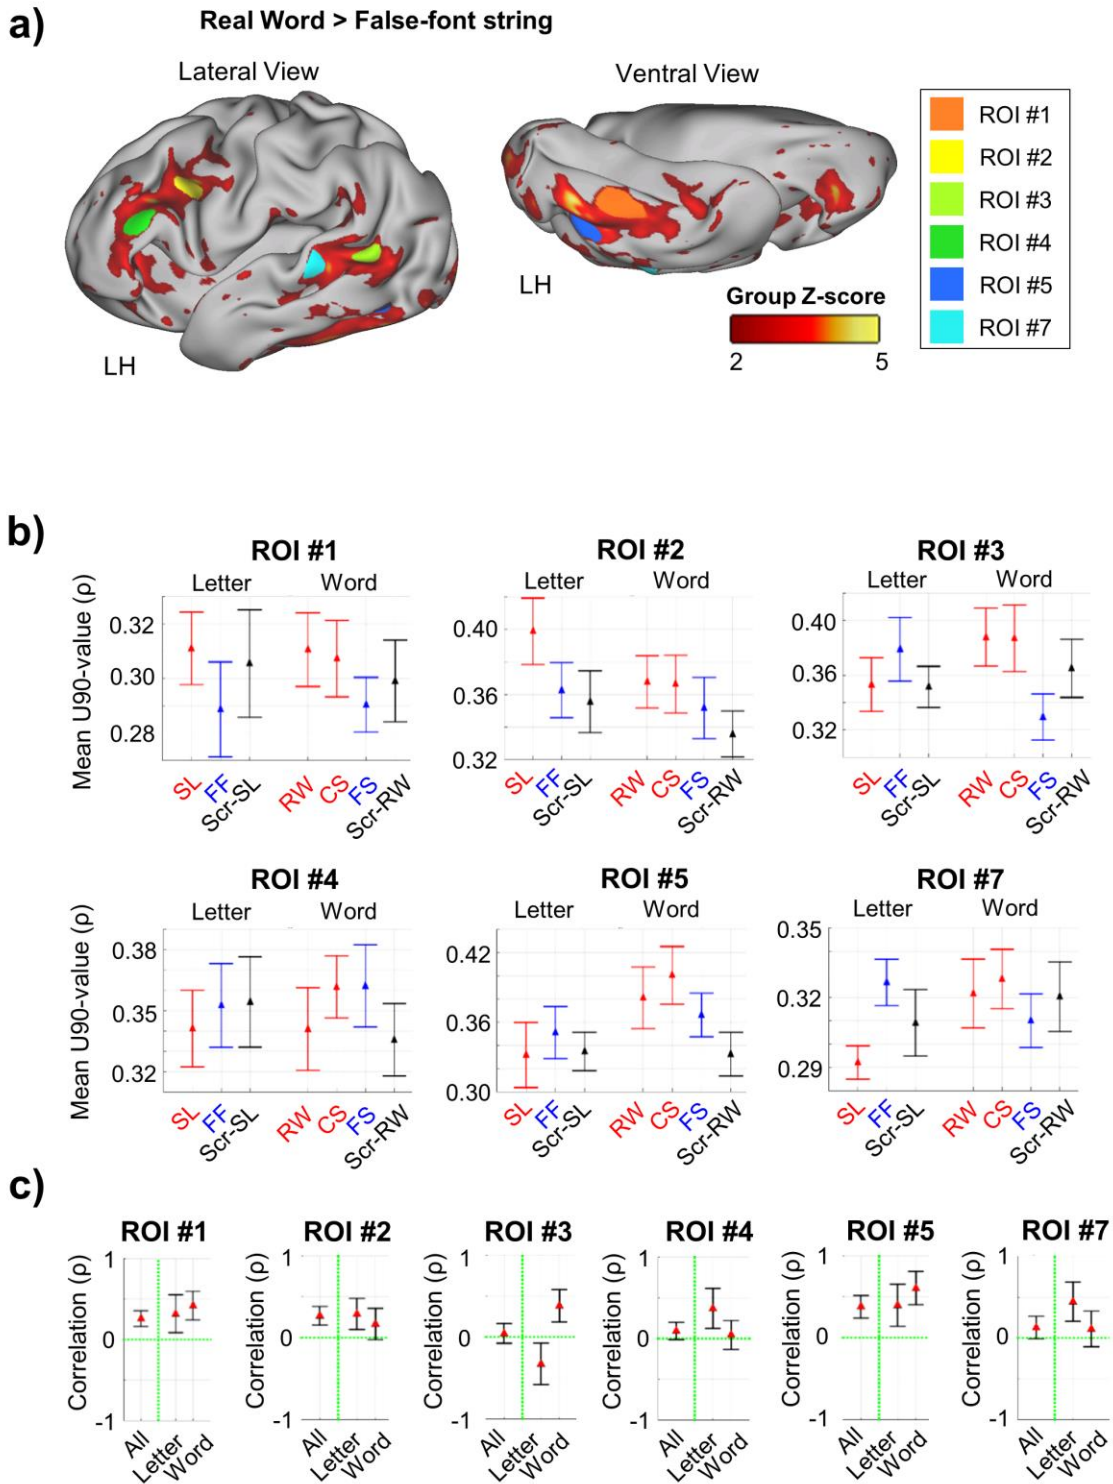 a)
Real Word > False-font string
Lateral View
Ventral View
ROI #1
ROI #2
ROI #3
ROI #4
ROI #5
ROI #7
LH
LH
Group Z-score
2 5
b)
ROI #1
Letter Word
Mean U90-value (ρ)
0.32
0.30
0.28
SL FF Scr-SL RW CS FS Scr-RW
ROI #2
Letter Word
0.40
0.36
0.32
SL FF Scr-SL RW CS FS Scr-RW
ROI #3
Letter Word
0.40
0.36
0.32
SL FF Scr-SL RW CS FS Scr-RW
ROI #4
Letter Word
Mean U90-value (ρ)
0.38
0.35
0.32
SL FF Scr-SL RW CS FS Scr-RW
ROI #5
Letter Word
0.42
0.36
0.30
SL FF Scr-SL RW CS FS Scr-RW
ROI #7
Letter Word
0.35
0.32
0.29
SL FF Scr-SL RW CS FS Scr-RW
c)
ROI #1
Correlation (ρ)
1
0
-1
All Letter Word
ROI #2
Correlation (ρ)
1
0
-1
All Letter Word
ROI #3
Correlation (ρ)
1
0
-1
All Letter Word
ROI #4
Correlation (ρ)
1
0
-1
All Letter Word
ROI #5
Correlation (ρ)
1
0
-1
All Letter Word
ROI #7
Correlation (ρ)
1
0
-1
All Letter Word